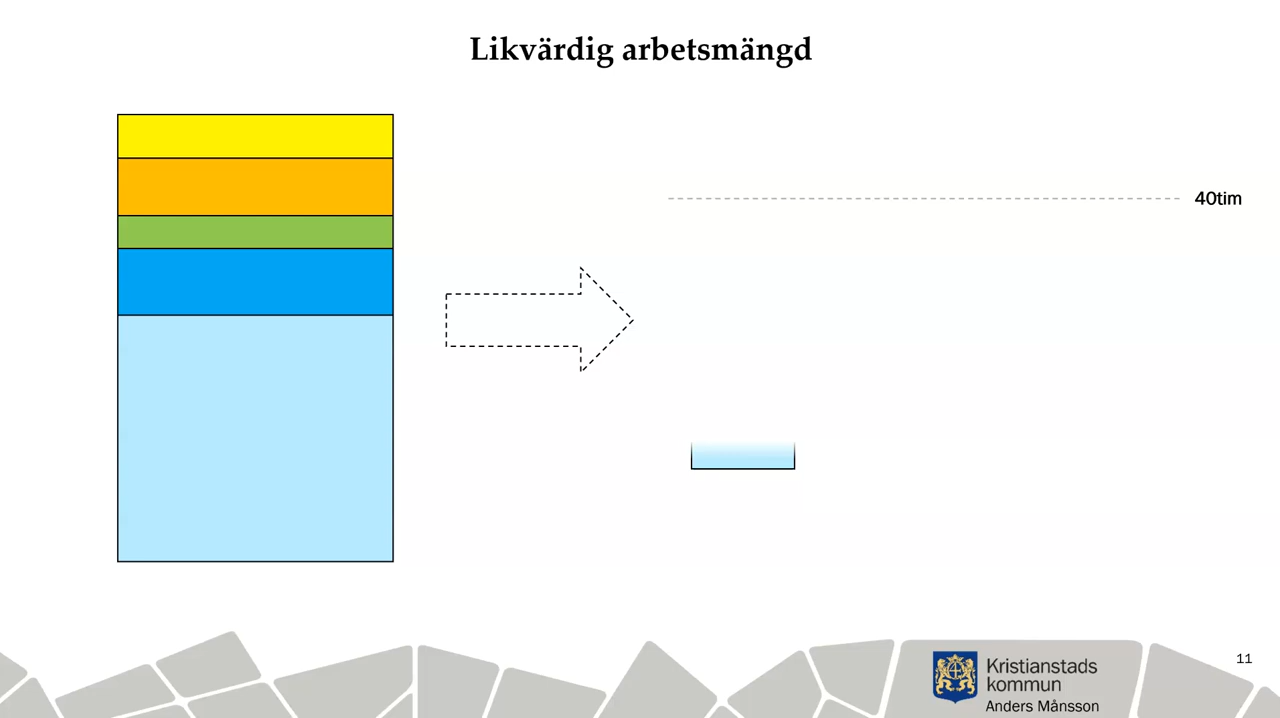 Likvärdig arbetsmängd
40tim
11
Kristianstads
kommun
Anders Månsson